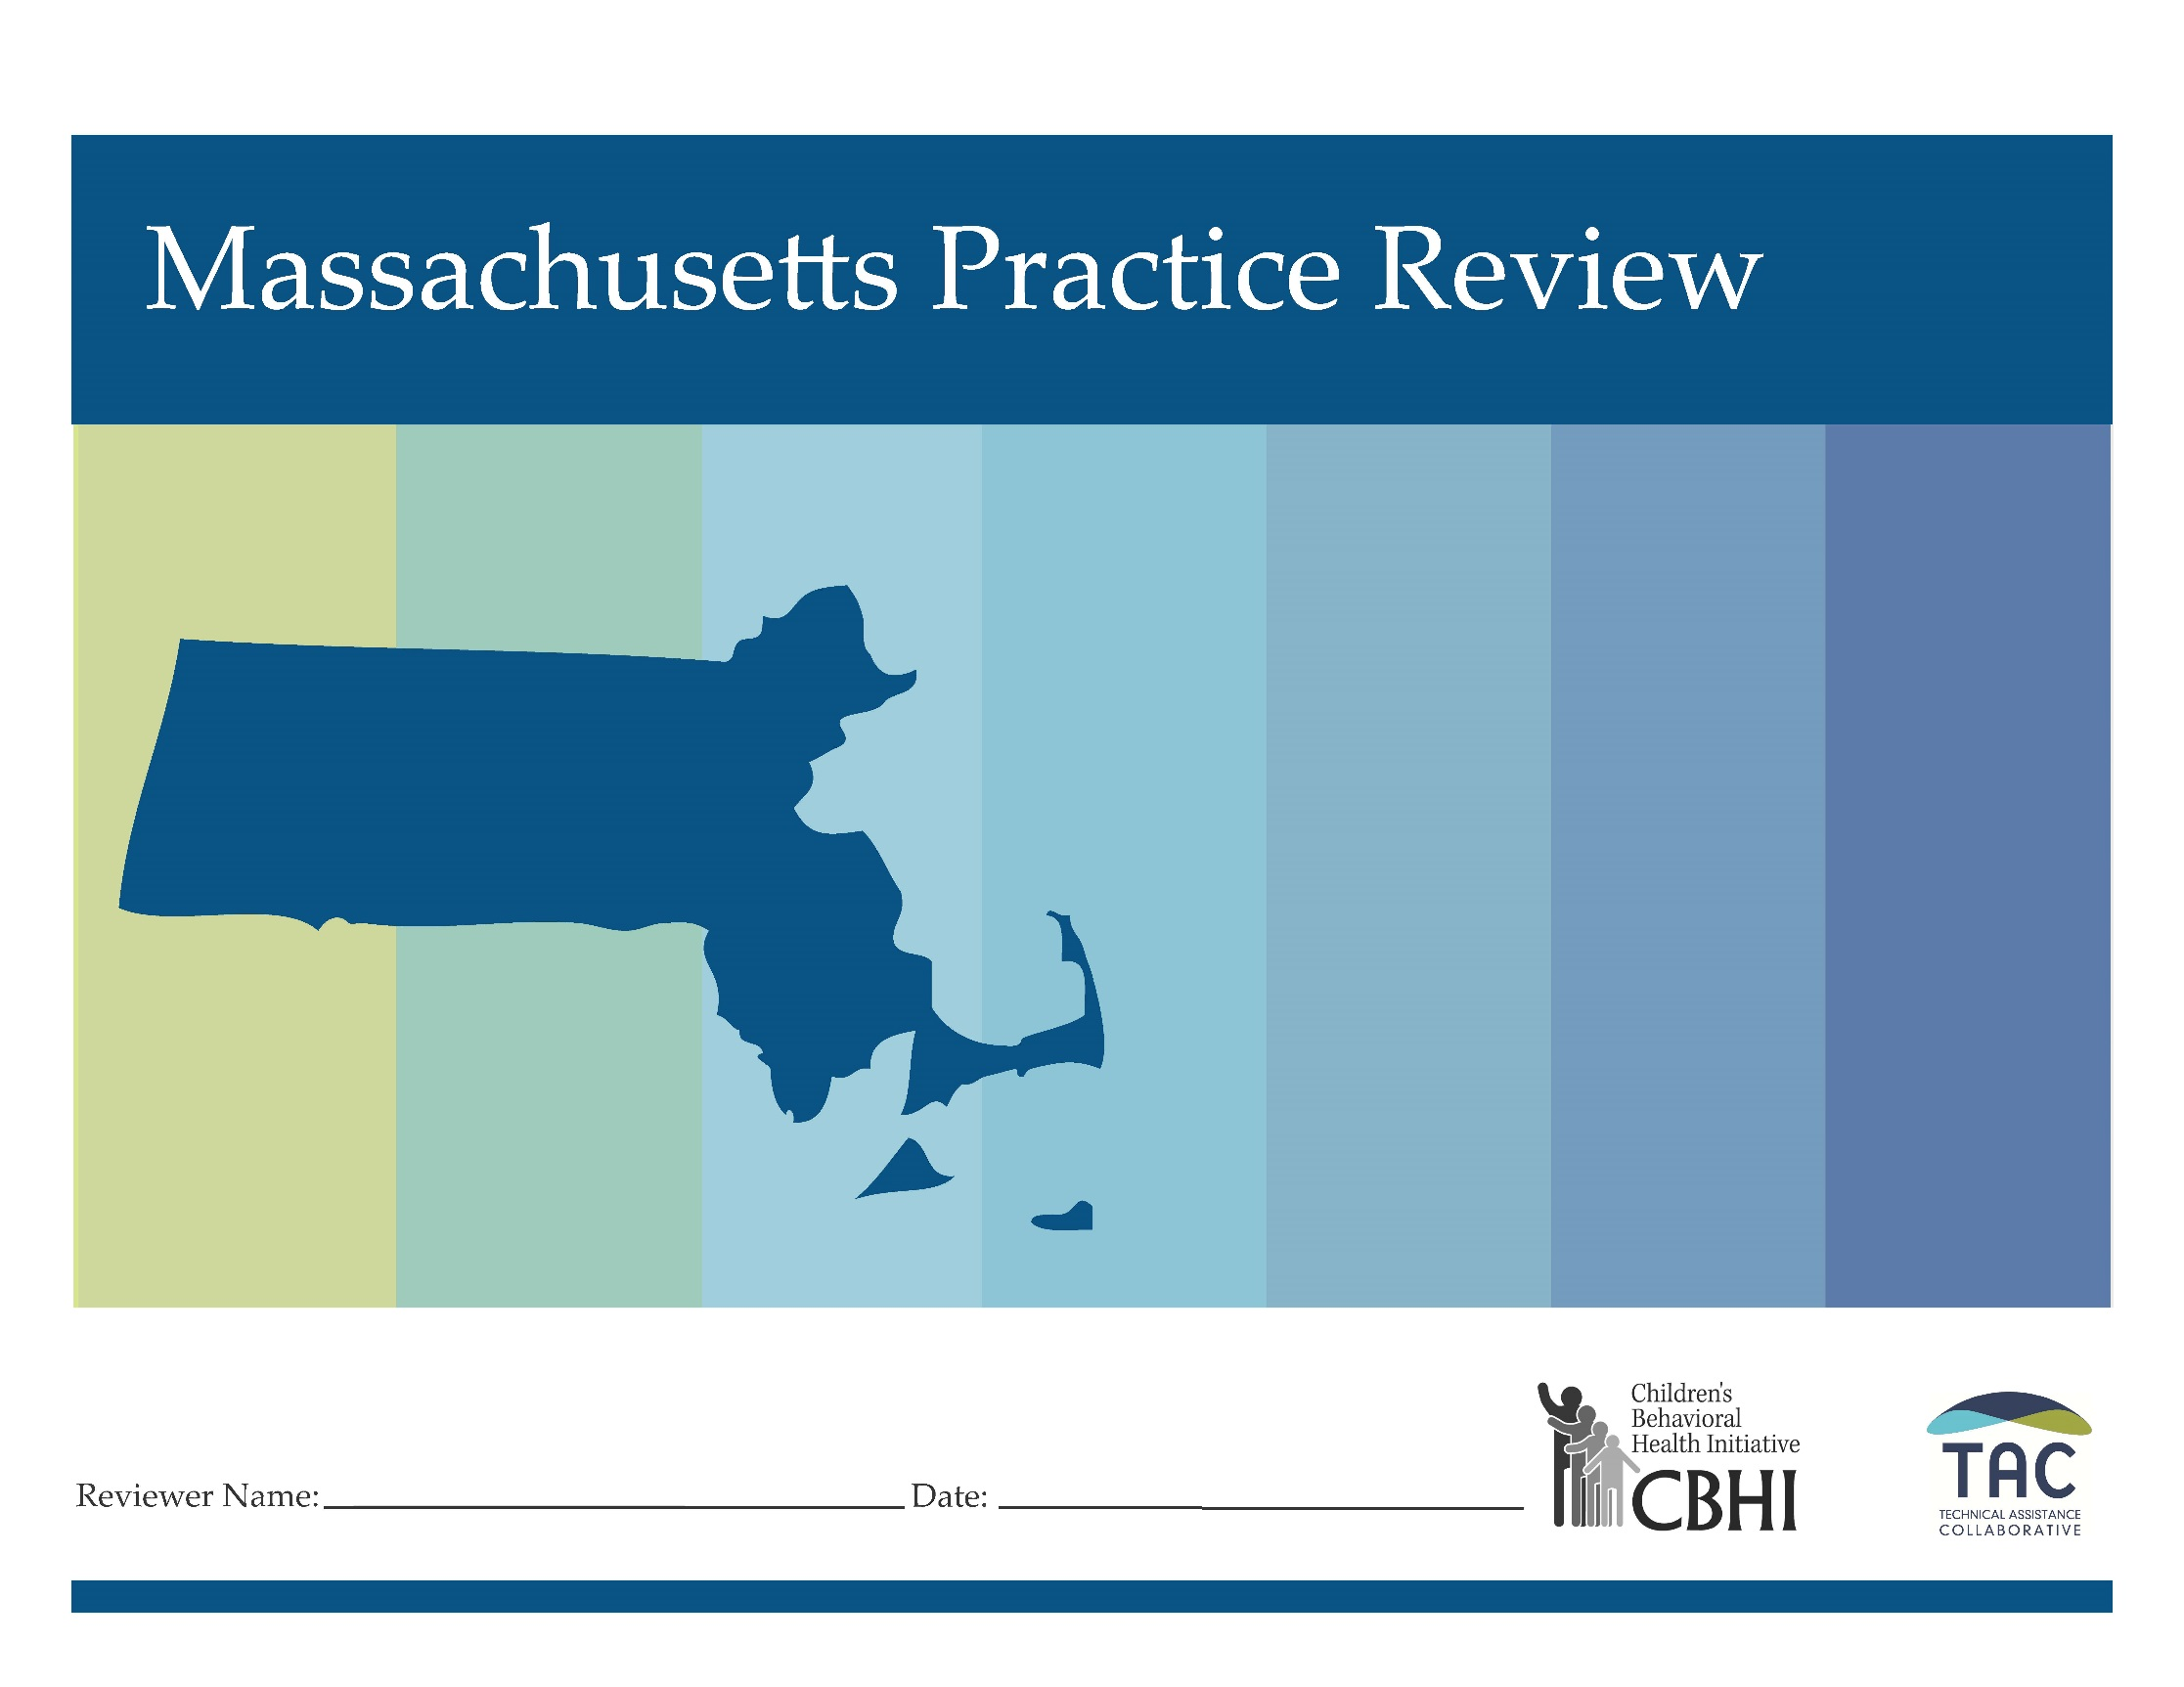 Massachusetts Practice Review
Children's
Behavioral
Health Initiative
CBHI
TAC
TECHNICAL ASSISTANCE
COLLABORATIVE
Reviewer Name: Date: